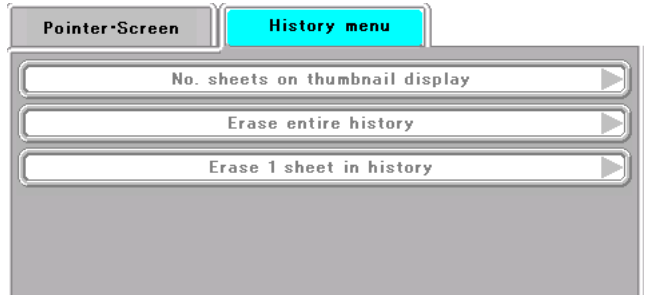 Pointer･Screen
History menu
No. sheets on thumbnail display
Erase entire history
Erase 1 sheet in history